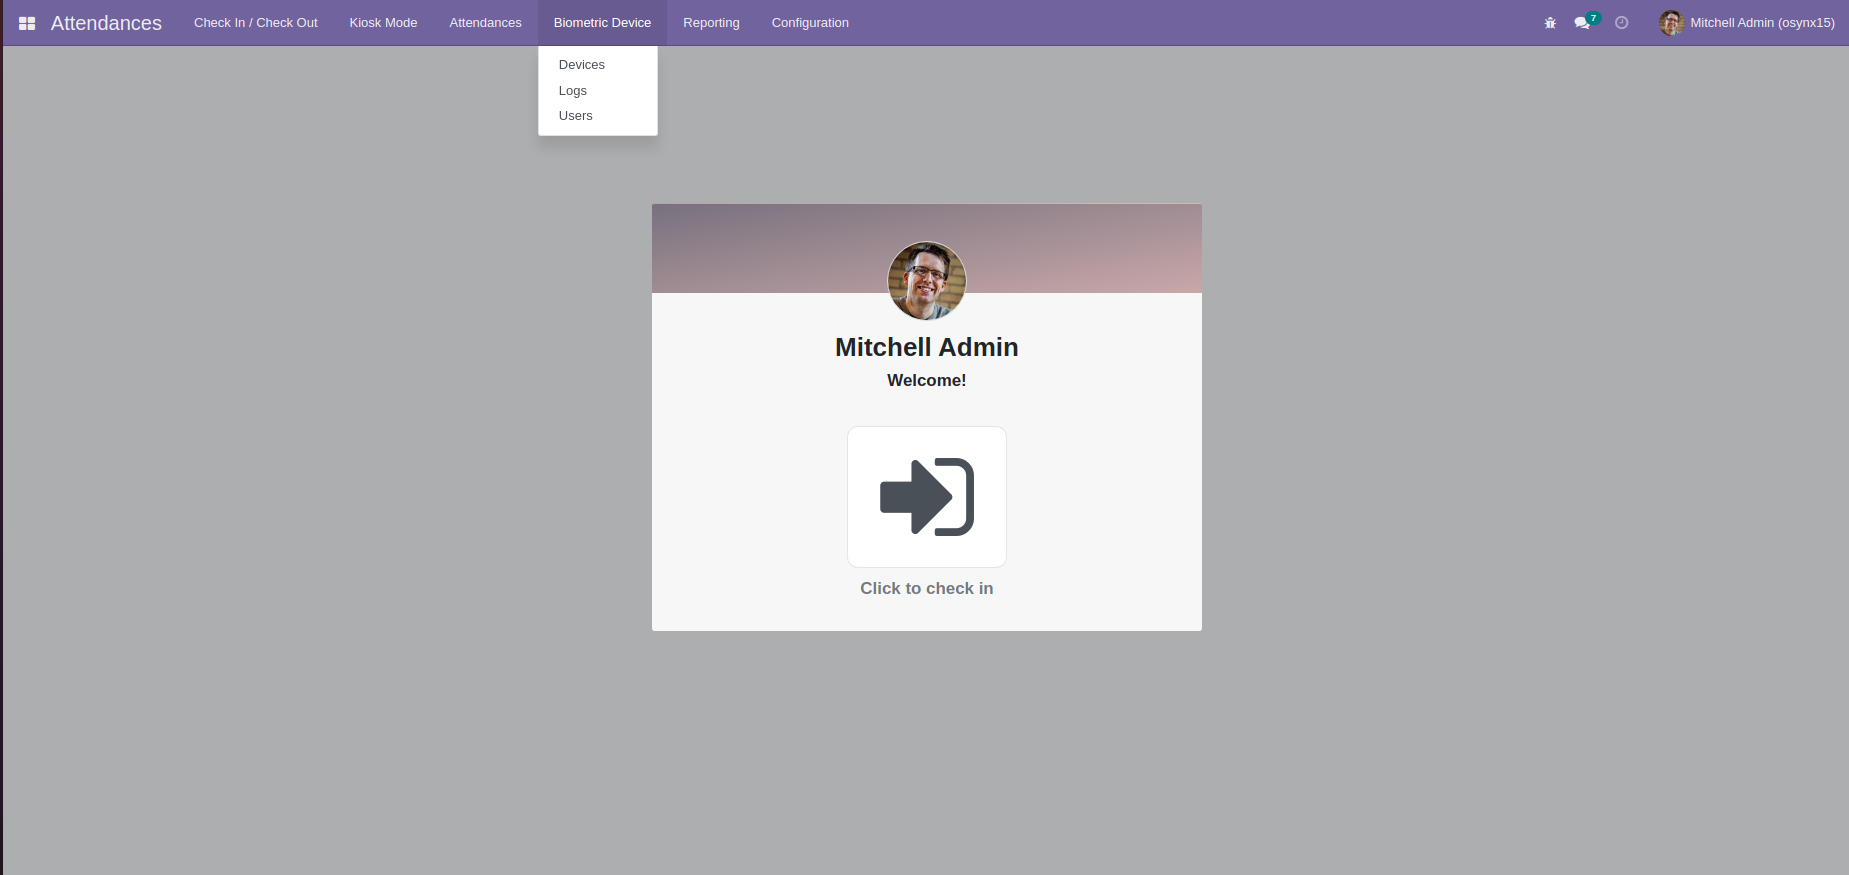 Attendances Check In / Check Out Kiosk Mode Attendances Biometric Device Reporting Configuration 7 Mitchell Admin (osynx15)
Devices
Logs
Users
Mitchell Admin
Welcome!
Click to check in